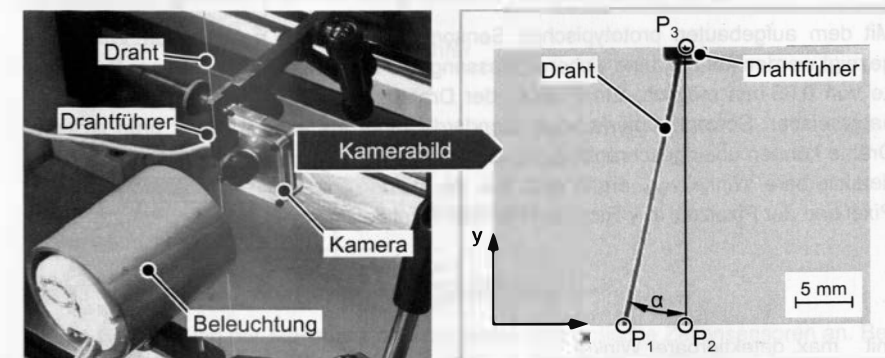 Draht
Drahtführer
Kamerabild
Kamera
Beleuchtung
P3
Draht
Drahtführer
y
α
5 mm
P1
P2